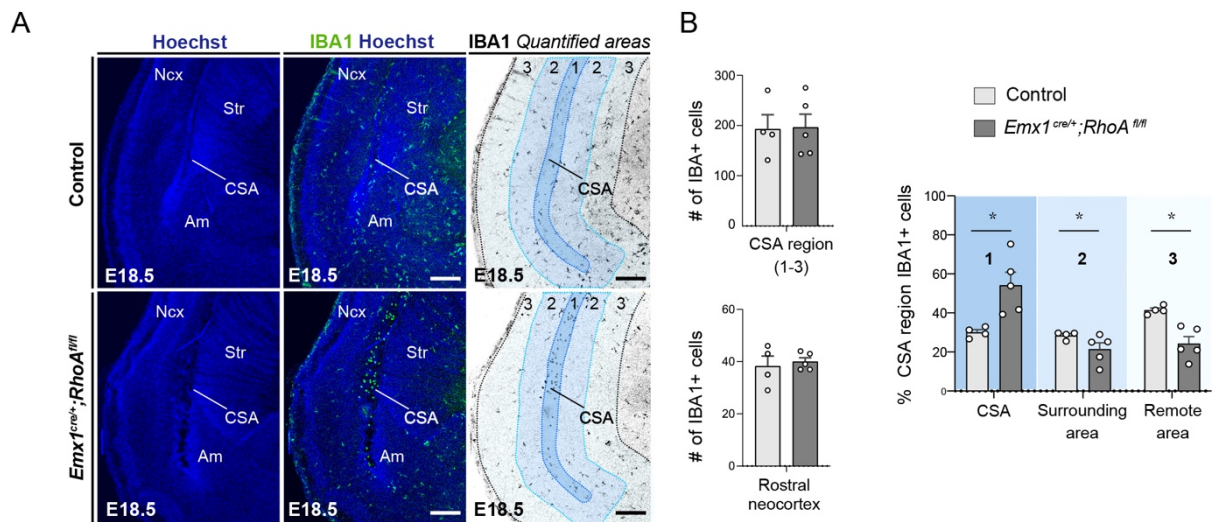 A
Hoechst
IBA1 Hoechst
IBA1 Quantified areas
Control
Ncx
Str
CSA
Am
E18.5
Ncx
Str
CSA
Am
E18.5
3 2 1 2 3
CSA
E18.5
Emx1cre/+;RhoAfl/fl
Ncx
Str
CSA
Am
E18.5
Ncx
Str
CSA
Am
E18.5
3 2 1 2 3
CSA
E18.5
B
# of IBA+ cells
300
200
100
0
CSA region
(1-3)
# of IBA1+ cells
60
40
20
0
Rostral
neocortex
Control
Emx1cre/+;RhoA fl/fl
% CSA region IBA1+ cells
100
80
60
40
20
0
* * *
1 2 3
CSA
Surrounding
area
Remote
area